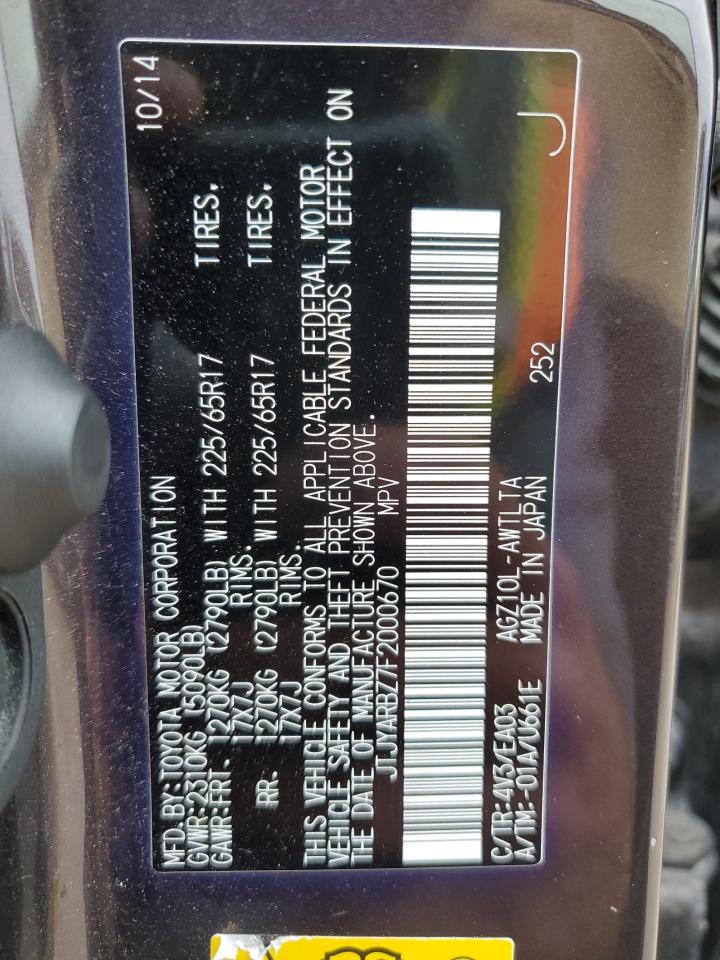 MFD.BY:TOYOTA MOTOR CORPORATION 10/14
GVWR:2310KG (5090LB)
GAWR:FRT. 1270KG (2790LB) WITH 225/65R17 TIRES.
17X7J RIMS.
RR. 1270KG (2790LB) WITH 225/65R17 TIRES.
17X7J RIMS.
THIS VEHICLE CONFORMS TO ALL APPLICABLE FEDERAL MOTOR
VEHICLE SAFETY AND THEFT PREVENTION STANDARDS IN EFFECT ON
THE DATE OF MANUFACTURE SHOWN ABOVE.
JTJYARBZ7F2000670 MPV
C/TR:4V3/EA03 AGZ10L-AWTLTA
A/TM:-01A/U661E MADE IN JAPAN 252 J